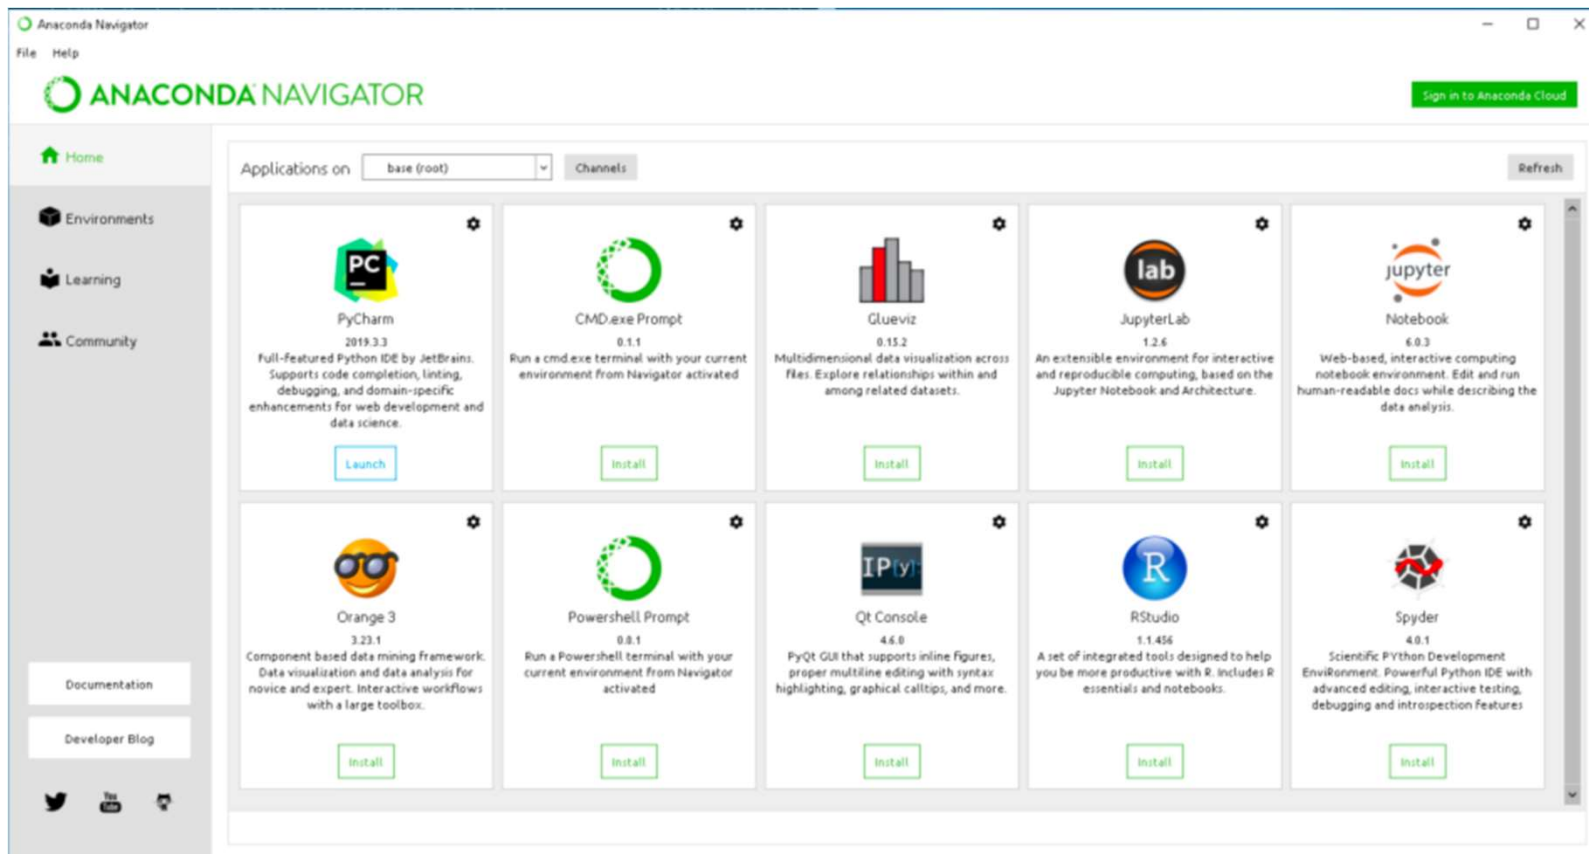 Anaconda Navigator
File Help
ANACONDA NAVIGATOR
Sign in to Anaconda Cloud
Home
Environments
Learning
Community
Documentation
Developer Blog
You
Tube
Applications on base (root) Channels Refresh
PC
PyCharm
2019.3.3
Full-featured Python IDE by JetBrains.
Supports code completion, linting,
debugging, and domain-specific
enhancements for web development and
data science.
Launch
CMD.exe Prompt
0.1.1
Run a cmd.exe terminal with your current
environment from Navigator activated
Install
Glueviz
0.15.2
Multidimensional data visualization across
files. Explore relationships within and
among related datasets.
Install
lab
JupyterLab
1.2.6
An extensible environment for interactive
and reproducible computing, based on the
Jupyter Notebook and Architecture.
Install
jupyter
Notebook
6.0.3
Web-based, interactive computing
notebook environment. Edit and run
human-readable docs while describing the
data analysis.
Install
Orange 3
3.23.1
Component based data mining framework.
Data visualization and data analysis for
novice and expert. Interactive workflows
with a large toolbox.
Install
Powershell Prompt
0.0.1
Run a Powershell terminal with your
current environment from Navigator
activated
Install
IP[y]:
Qt Console
4.6.0
PyQt GUI that supports inline figures,
proper multiline editing with syntax
highlighting, graphical calltips, and more.
Install
R
RStudio
1.1.456
A set of integrated tools designed to help
you be more productive with R. Includes R
essentials and notebooks.
Install
Spyder
4.0.1
Scientific PYthon Development
EnviRonment. Powerful Python IDE with
advanced editing, interactive testing,
debugging and introspection features
Install